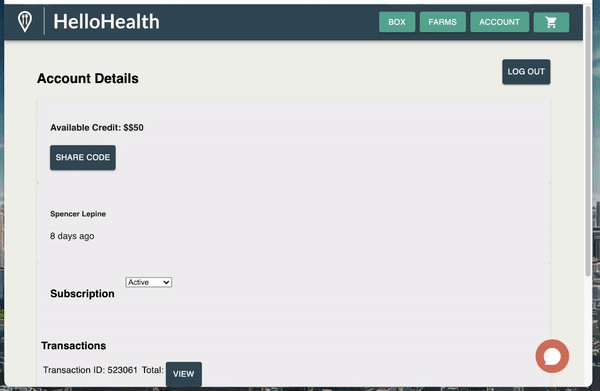 HelloHealth
BOX FARMS ACCOUNT
LOG OUT
Account Details
Available Credit: $$50
SHARE CODE
Spencer Lepine
8 days ago
Subscription Active
Transactions
Transaction ID: 523061 Total: VIEW